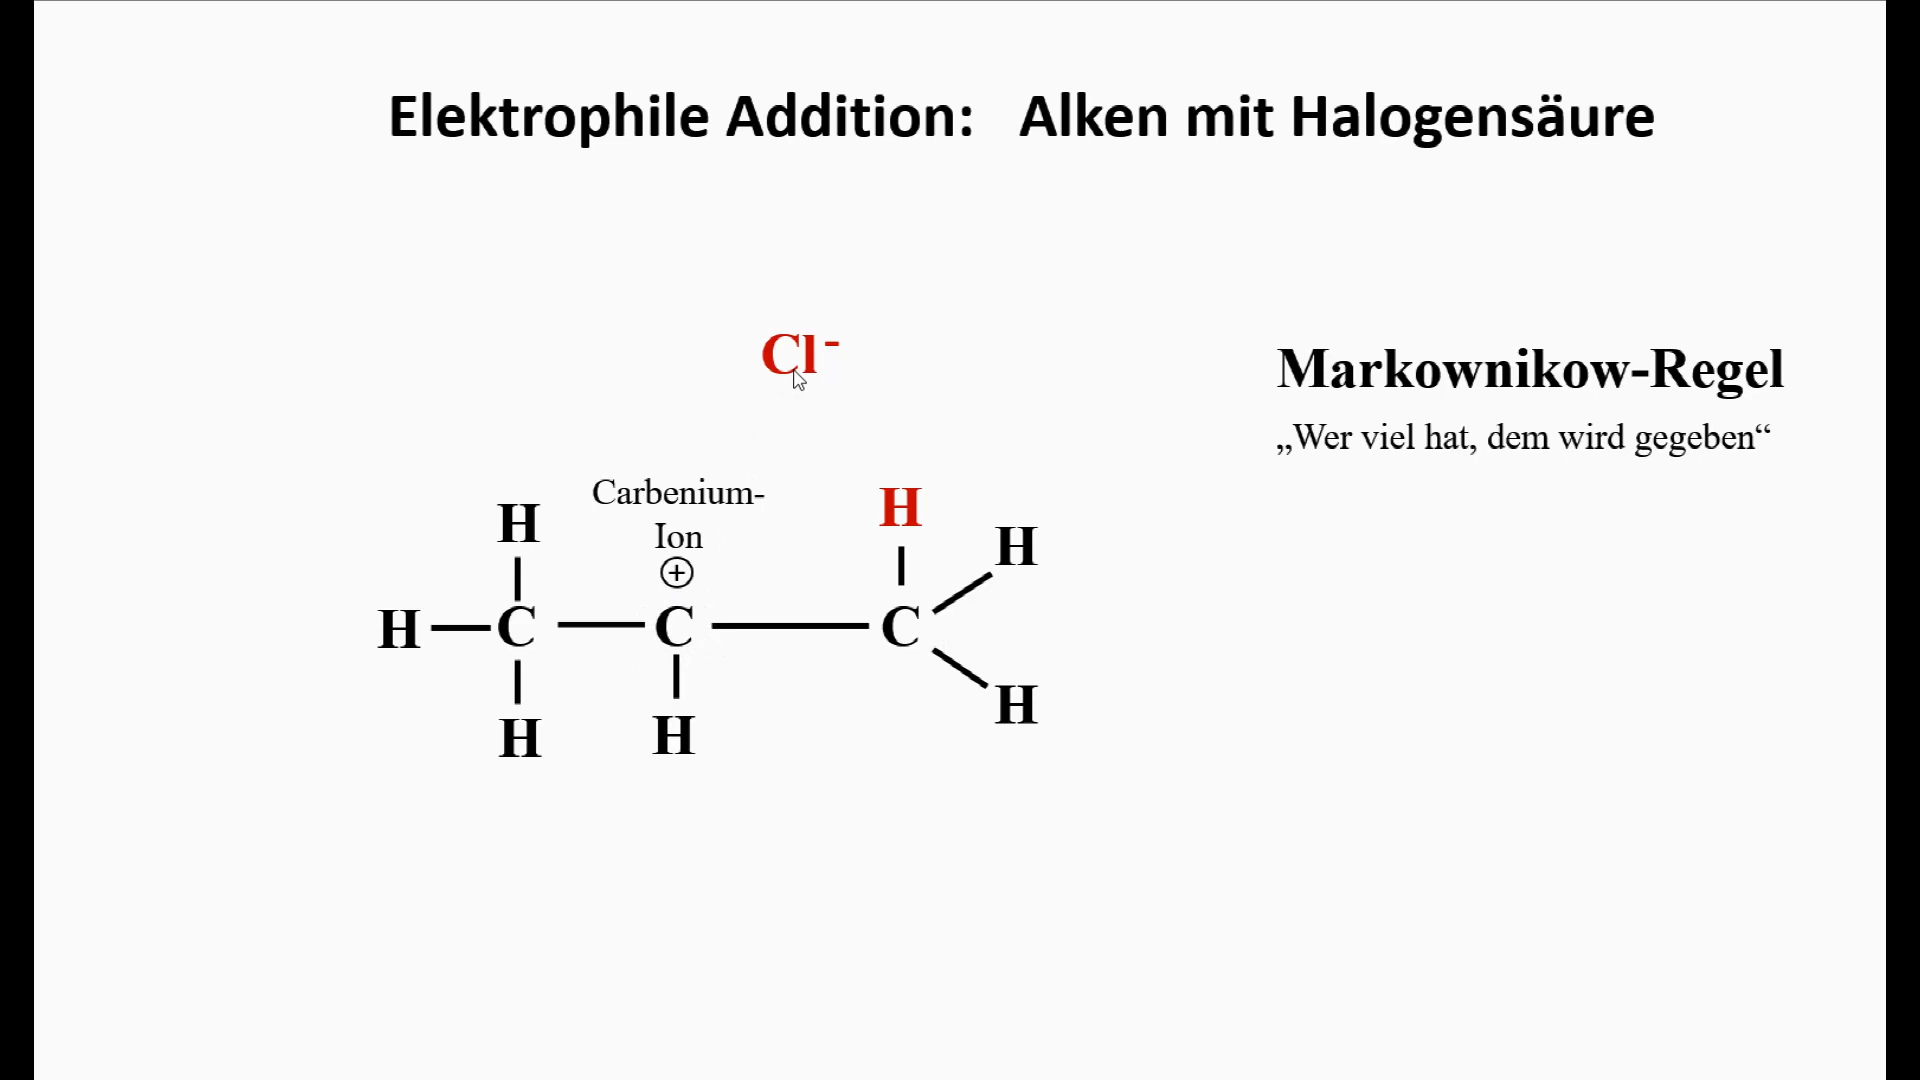 Elektrophile Addition: Alken mit Halogensäure
Cl -
Markownikow-Regel
„Wer viel hat, dem wird gegeben“
Carbenium-
Ion
+
H H H
H C C C
H H H